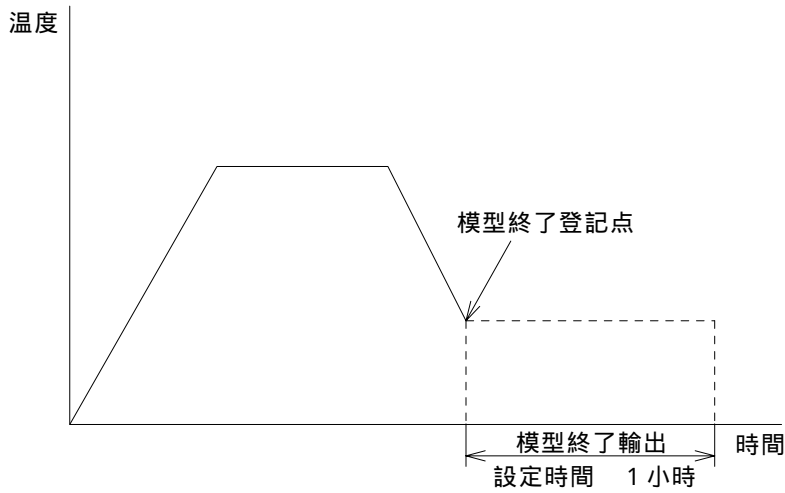 温度
模型終了登記点
模型終了輸出
時間
設定時間 1小時